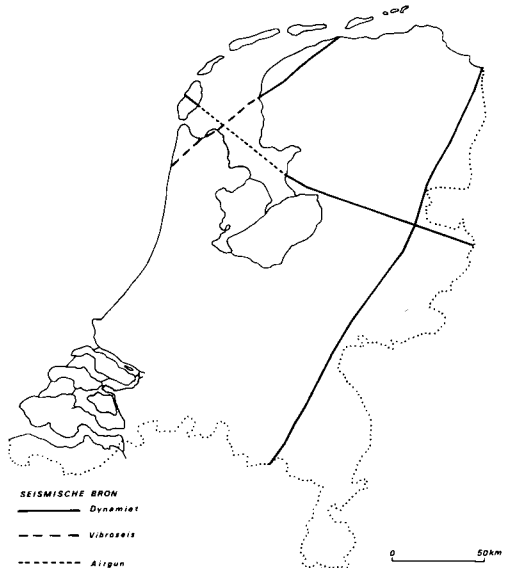 SEISMISCHE BRON
Dynamiet
Vibroseis
Airgun
0 50km